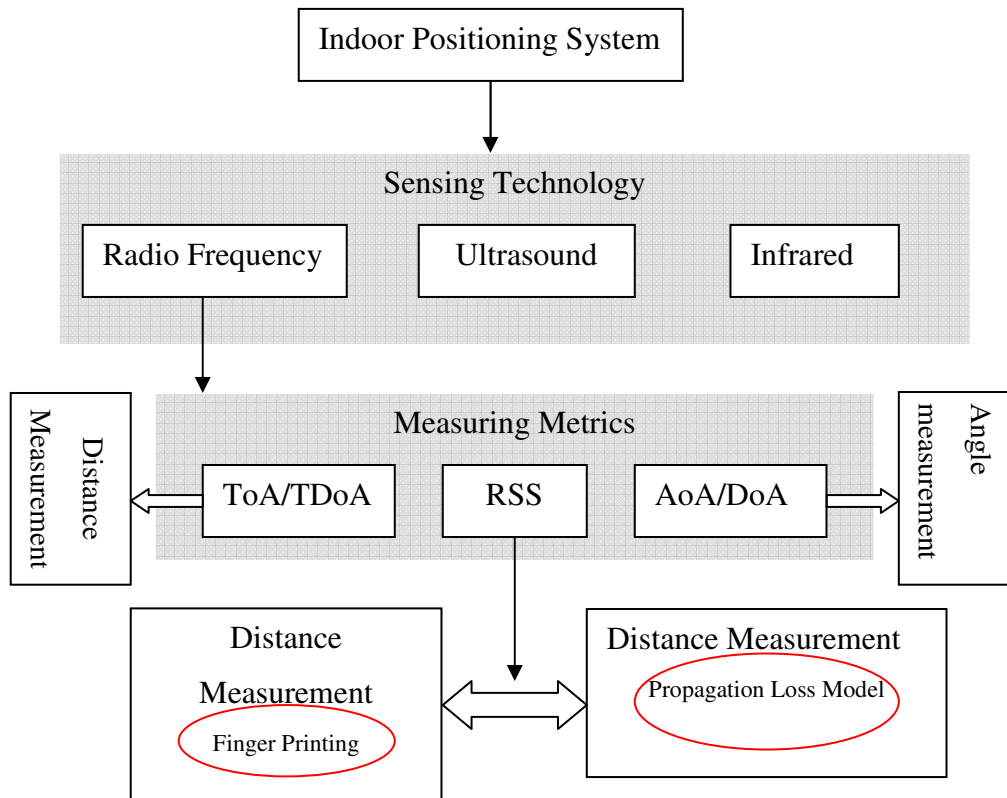 Indoor Positioning System
Sensing Technology
Radio Frequency
Ultrasound
Infrared
Measuring Metrics
Distance
Measurement
ToA/TDoA
RSS
AoA/DoA
Angle
measurement
Distance
Measurement
Finger Printing
Distance Measurement
Propagation Loss Model